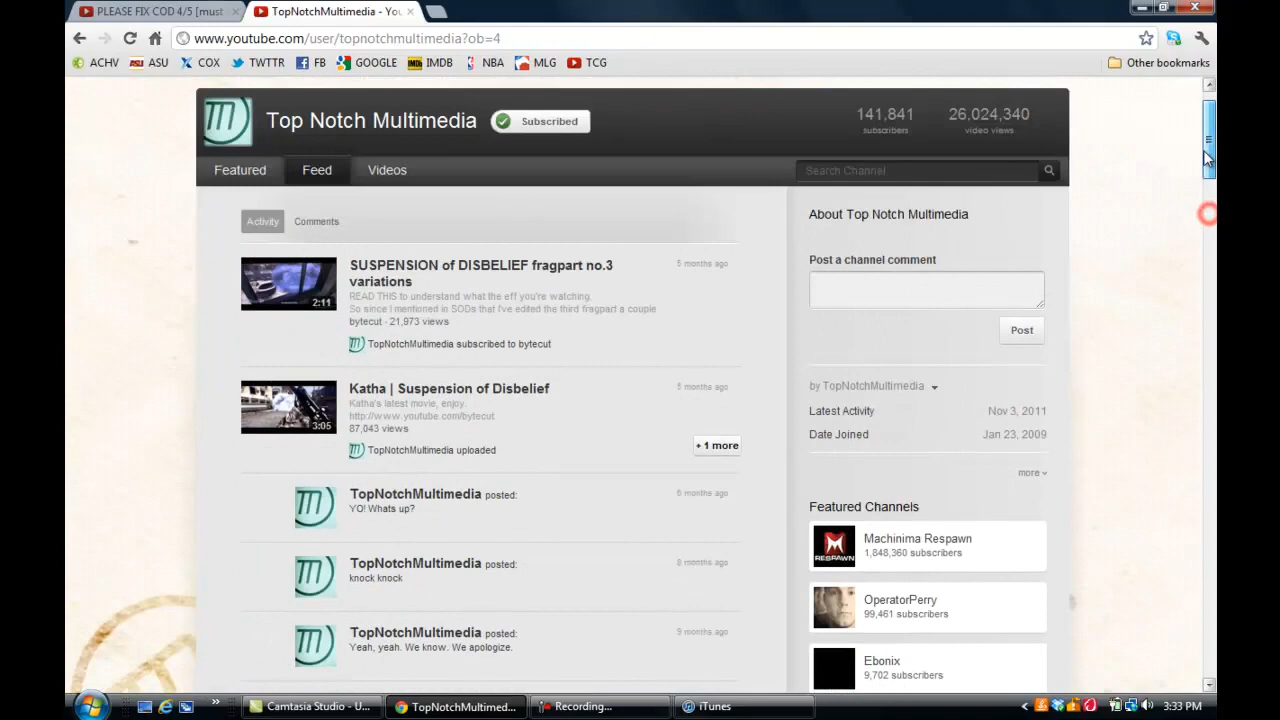 PLEASE FIX COD 4/5 [must
TopNotchMultimedia - Yo
www.youtube.com/user/topnotchmultimedia?ob=4
ACHV ASU COX TWTTR FB GOOGLE IMDB NBA MLG TCG Other bookmarks
Top Notch Multimedia Subscribed
141,841 26,024,340
subscribers video views
Featured Feed Videos Search Channel
Activity Comments
SUSPENSION of DISBELIEF fragpart no.3
variations
5 months ago
READ THIS to understand what the eff you're watching.
So since I mentioned in SODs that I've edited the third fragpart a couple
bytecut - 21,973 views
2:11
TopNotchMultimedia subscribed to bytecut
Katha | Suspension of Disbelief
5 months ago
Katha's latest movie, enjoy.
http://www.youtube.com/bytecut
87,043 views
3:05
TopNotchMultimedia uploaded
+ 1 more
TopNotchMultimedia posted:
YO! Whats up?
TopNotchMultimedia posted:
knock knock
TopNotchMultimedia posted:
9 months ago
Yeah, yeah. We know. We apologize.
About Top Notch Multimedia
Post a channel comment
Post
by TopNotchMultimedia
Latest Activity Nov 3, 2011
Date Joined Jan 23, 2009
more
Featured Channels
RESPAWN
Machinima Respawn
1,848,360 subscribers
OperatorPerry
99,461 subscribers
Ebonix
9,702 subscribers
Camtasia Studio - U...
TopNotchMultimed...
Recording...
iTunes
3:33 PM